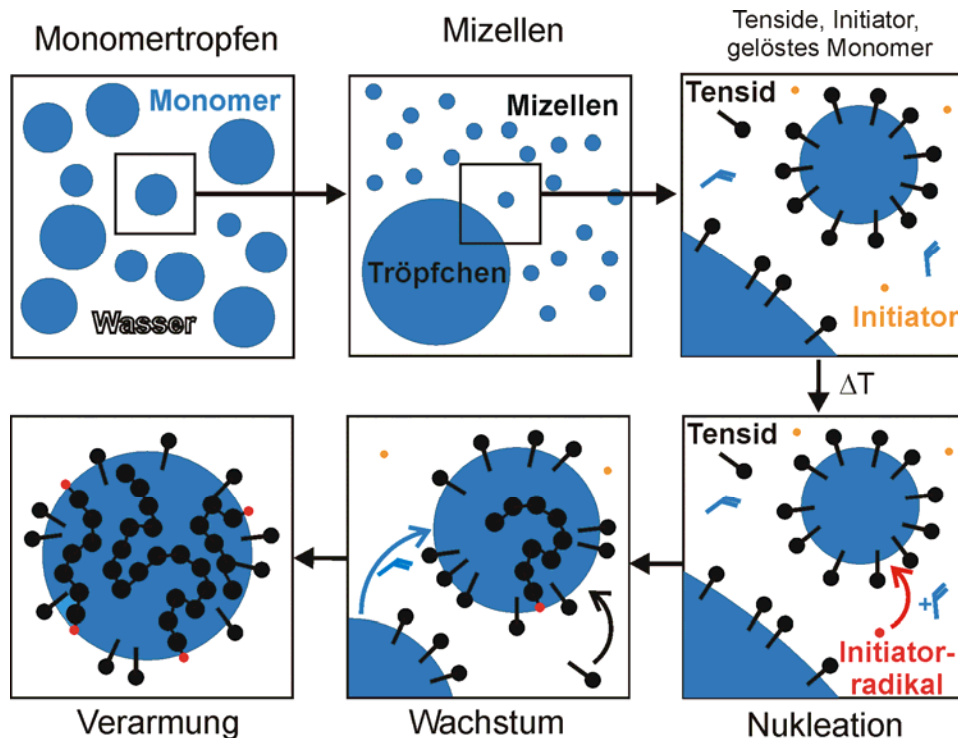 Monomertropfen
Mizellen
Tenside, Initiator,
gelöstes Monomer
Monomer
Wasser
Mizellen
Tröpfchen
Tensid
Initiator
ΔT
Tensid
+
Initiator-
radikal
Verarmung
Wachstum
Nukleation